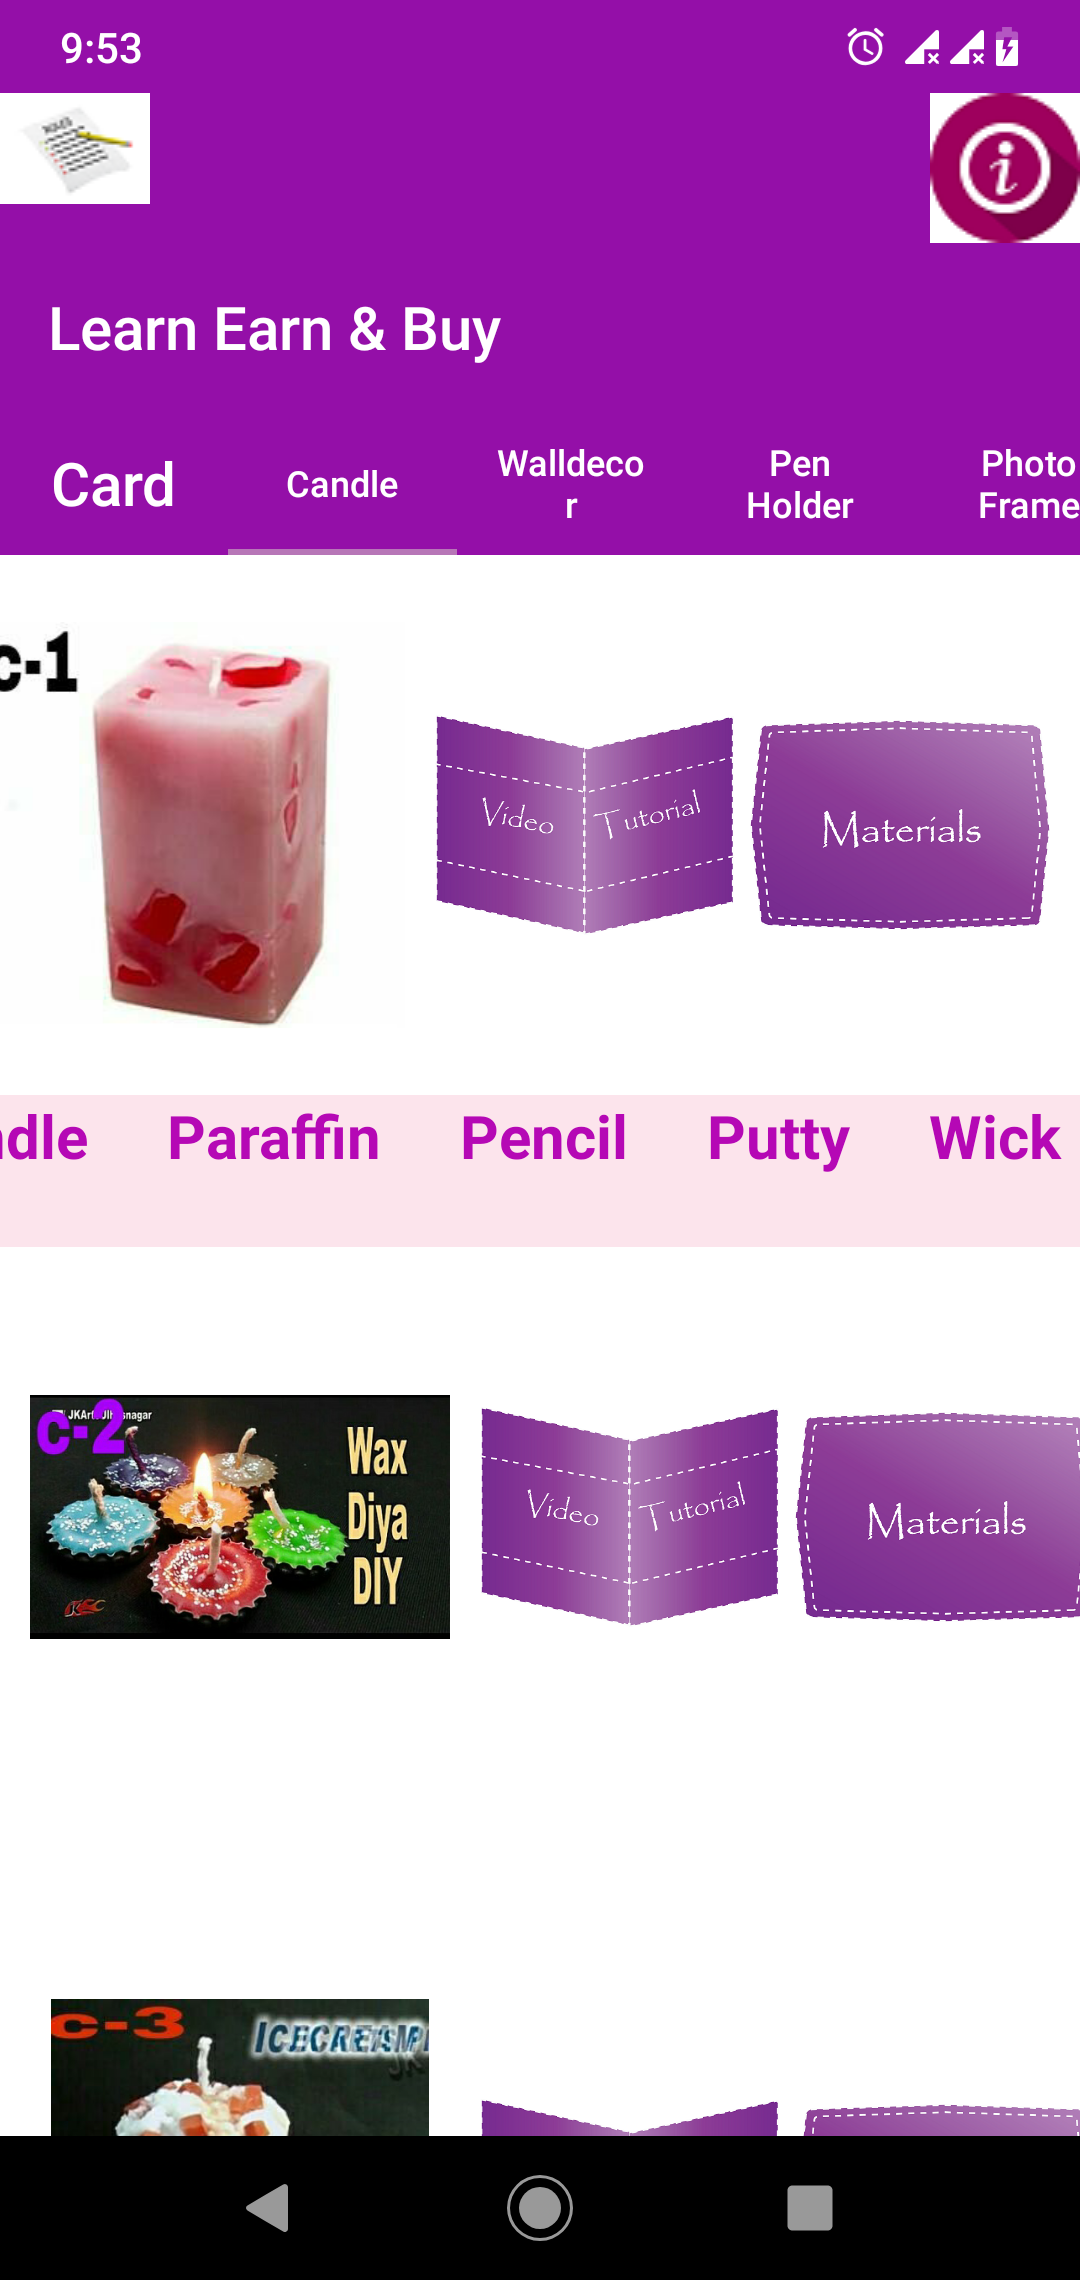 9:53
Learn Earn & Buy
Card
Candle
Walldeco
r
Pen
Holder
Photo
Frame
c-1
Video Tutorial
Materials
ndle Paraffin Pencil Putty Wick
c-2
Wax
Diya
DIY
Video Tutorial
Materials
c-3
ICECREAM